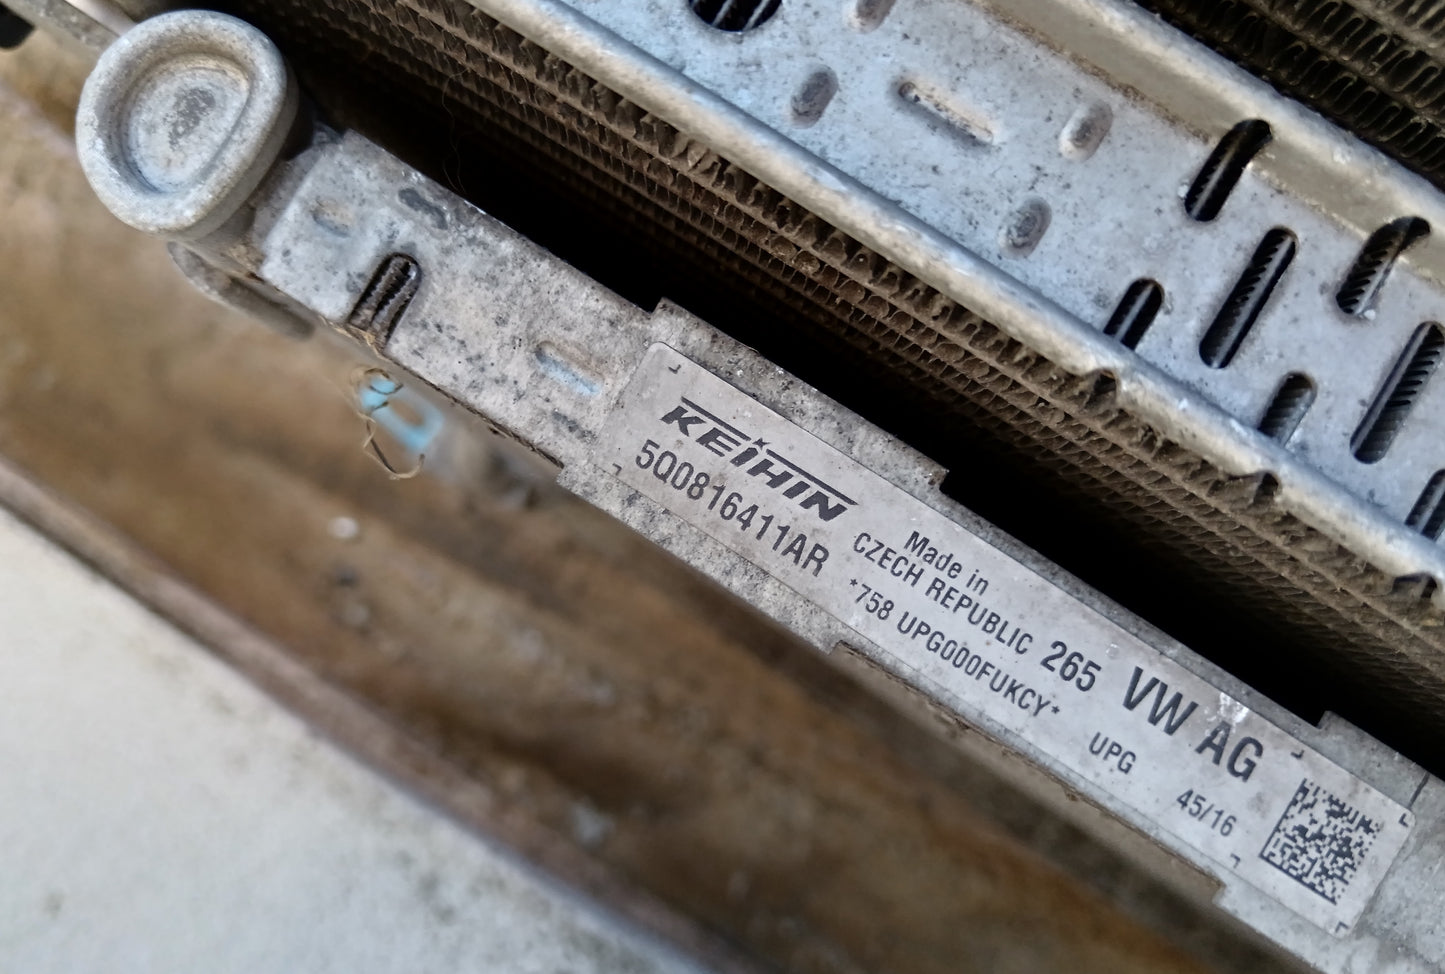 KEIHIN
5Q0816411AR
Made in
CZECH REPUBLIC 265 VW AG
*758 UPG000FUKCY*
UPG 45/16